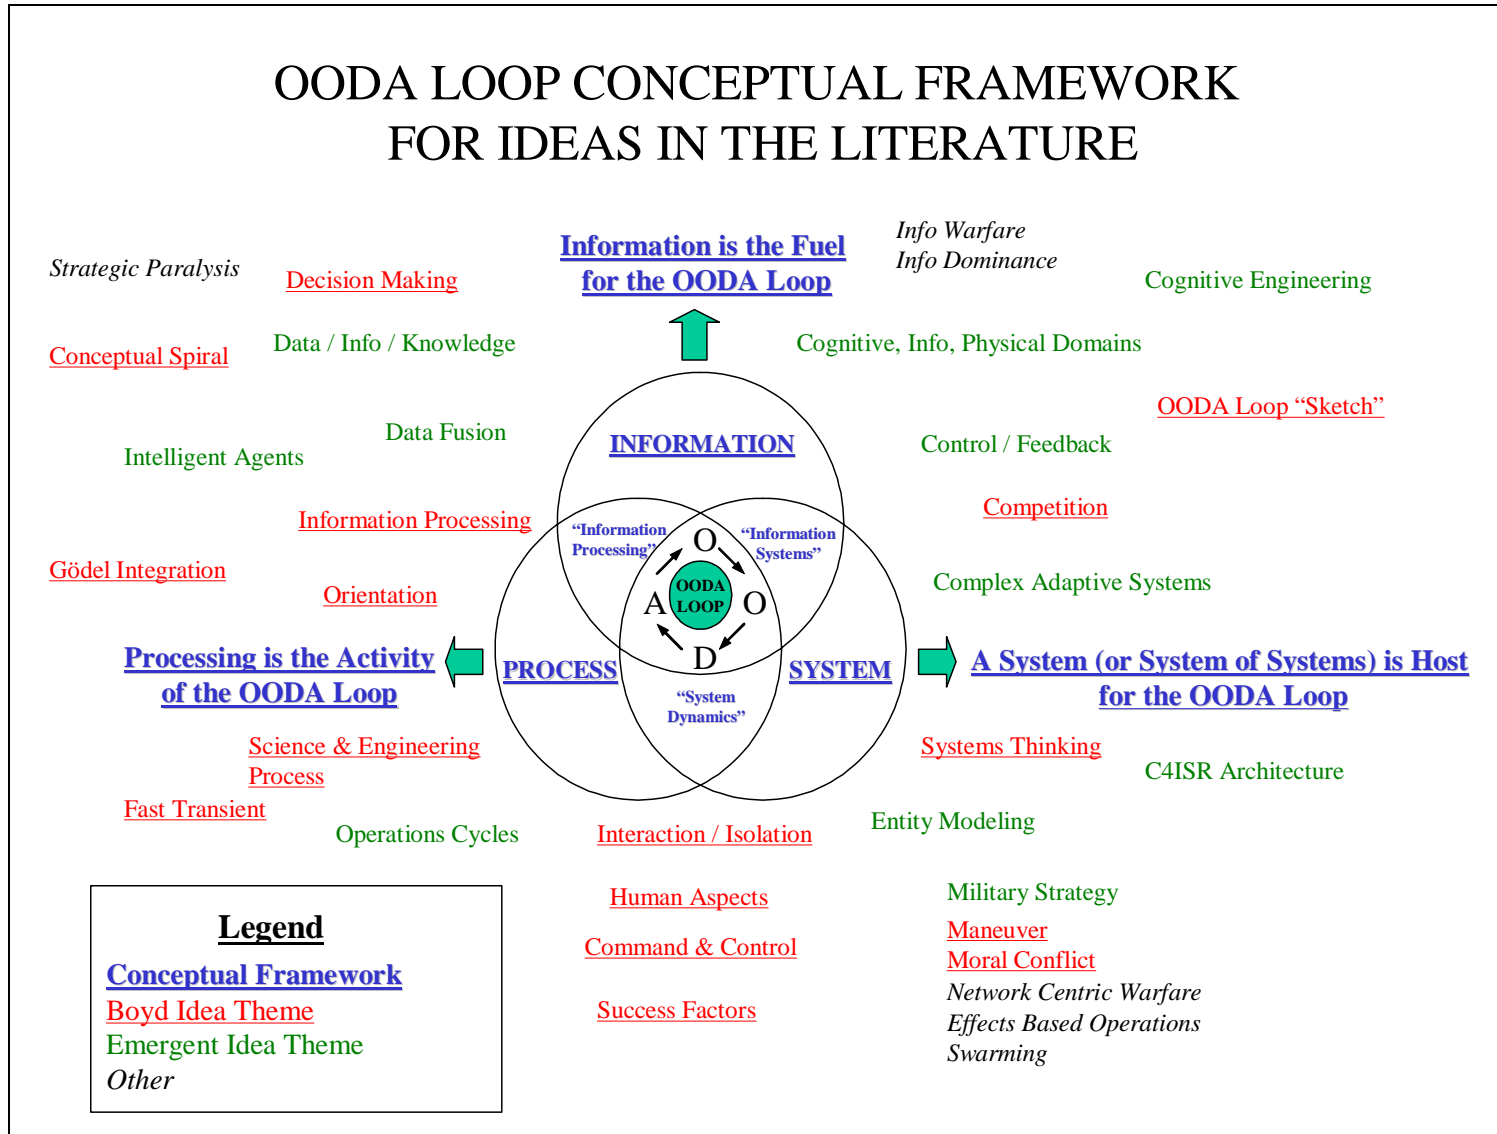 OODA LOOP CONCEPTUAL FRAMEWORK
FOR IDEAS IN THE LITERATURE
Strategic Paralysis
Decision Making
Information is the Fuel
for the OODA Loop
Info Warfare
Info Dominance
Cognitive Engineering
Conceptual Spiral
Data / Info / Knowledge
Cognitive, Info, Physical Domains
OODA Loop “Sketch”
Data Fusion
Intelligent Agents
INFORMATION
Control / Feedback
Information Processing
Competition
“Information
Processing”
“Information
Systems”
O
Gödel Integration
Orientation
A
OODA
LOOP
O
D
Complex Adaptive Systems
Processing is the Activity
of the OODA Loop
PROCESS
SYSTEM
A System (or System of Systems) is Host
for the OODA Loop
“System
Dynamics”
Science & Engineering
Process
Systems Thinking
C4ISR Architecture
Fast Transient
Operations Cycles
Interaction / Isolation
Entity Modeling
Human Aspects
Command & Control
Success Factors
Military Strategy
Maneuver
Moral Conflict
Network Centric Warfare
Effects Based Operations
Swarming
Legend
Conceptual Framework
Boyd Idea Theme
Emergent Idea Theme
Other